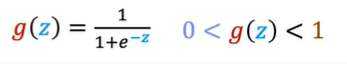 g(z) = 1/(1+e^{-z})  0 < g(z) < 1